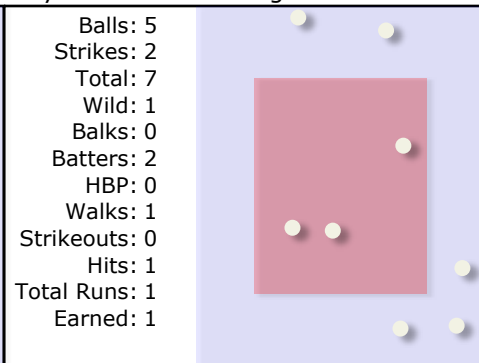 Balls: 5
Strikes: 2
Total: 7
Wild: 1
Balks: 0
Batters: 2
HBP: 0
Walks: 1
Strikeouts: 0
Hits: 1
Total Runs: 1
Earned: 1